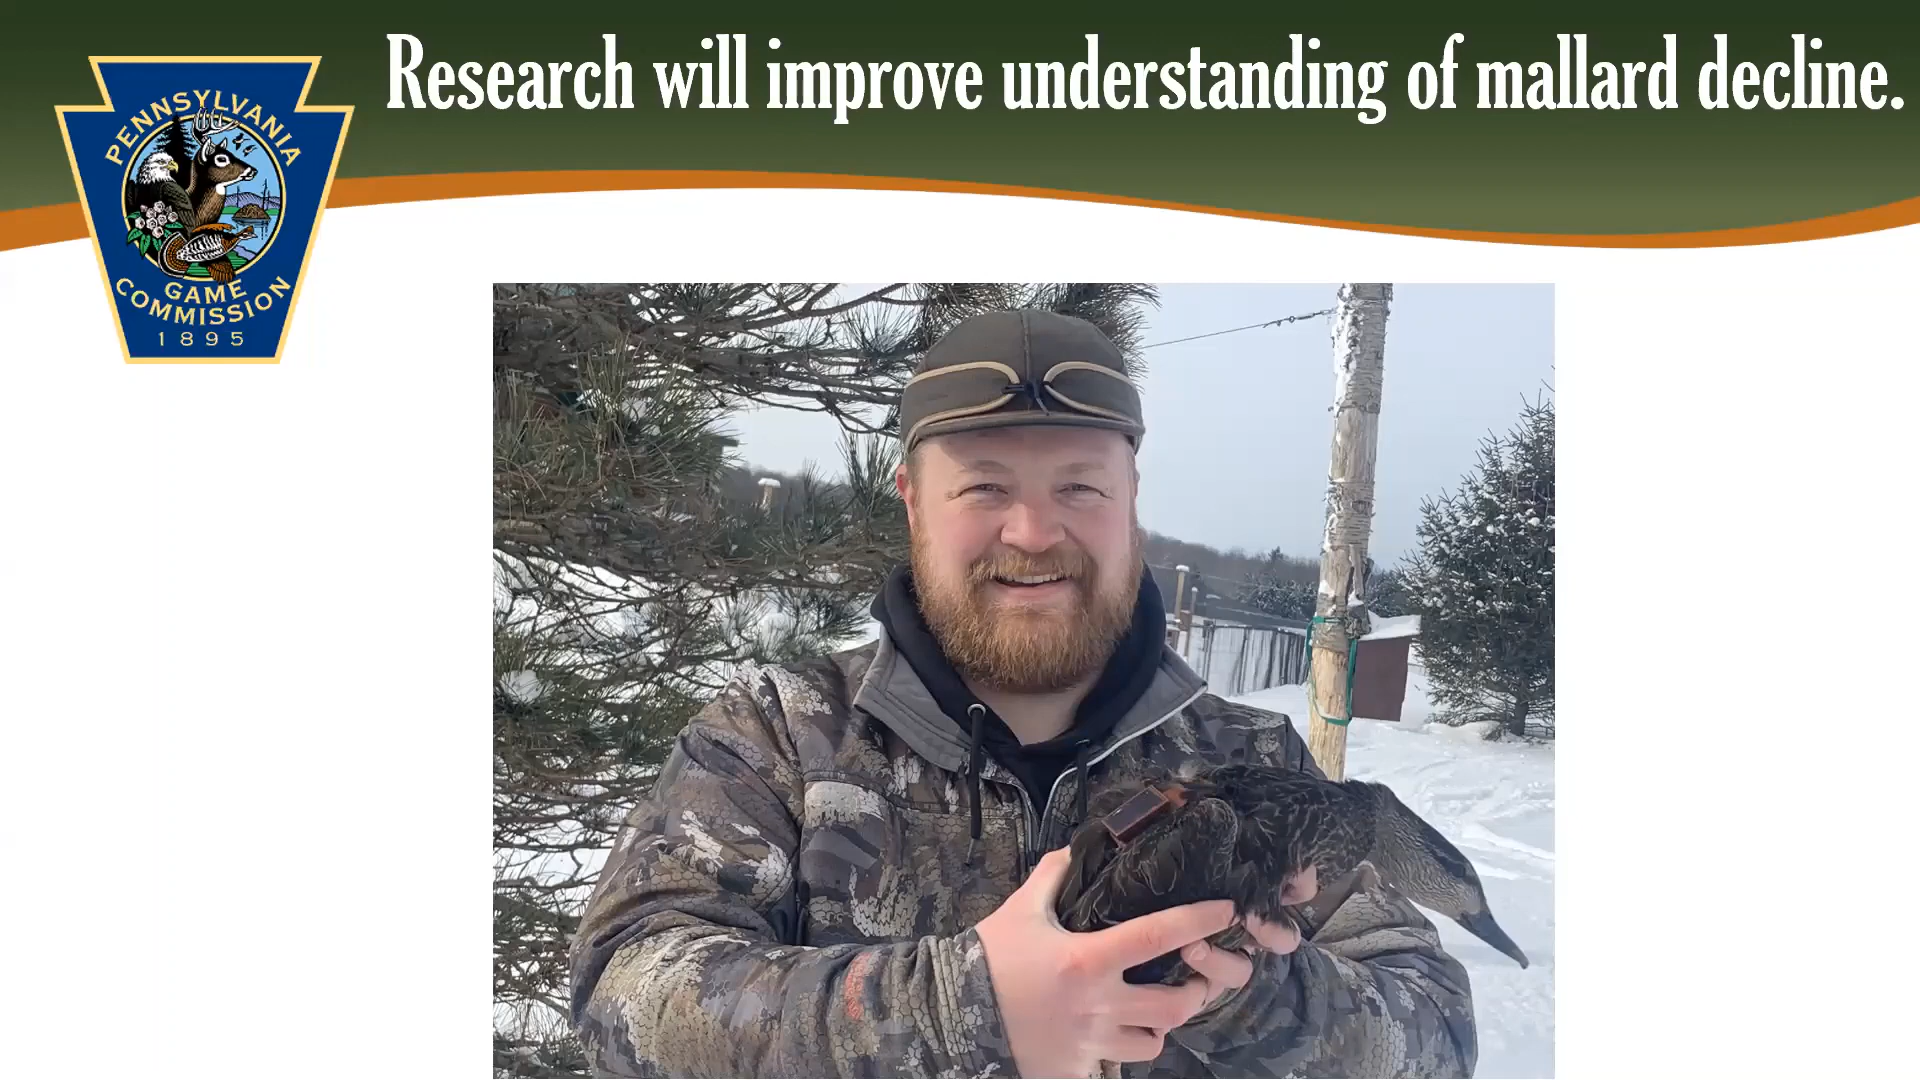 Research will improve understanding of mallard decline.
PENNSYLVANIA
GAME
COMMISSION
1895